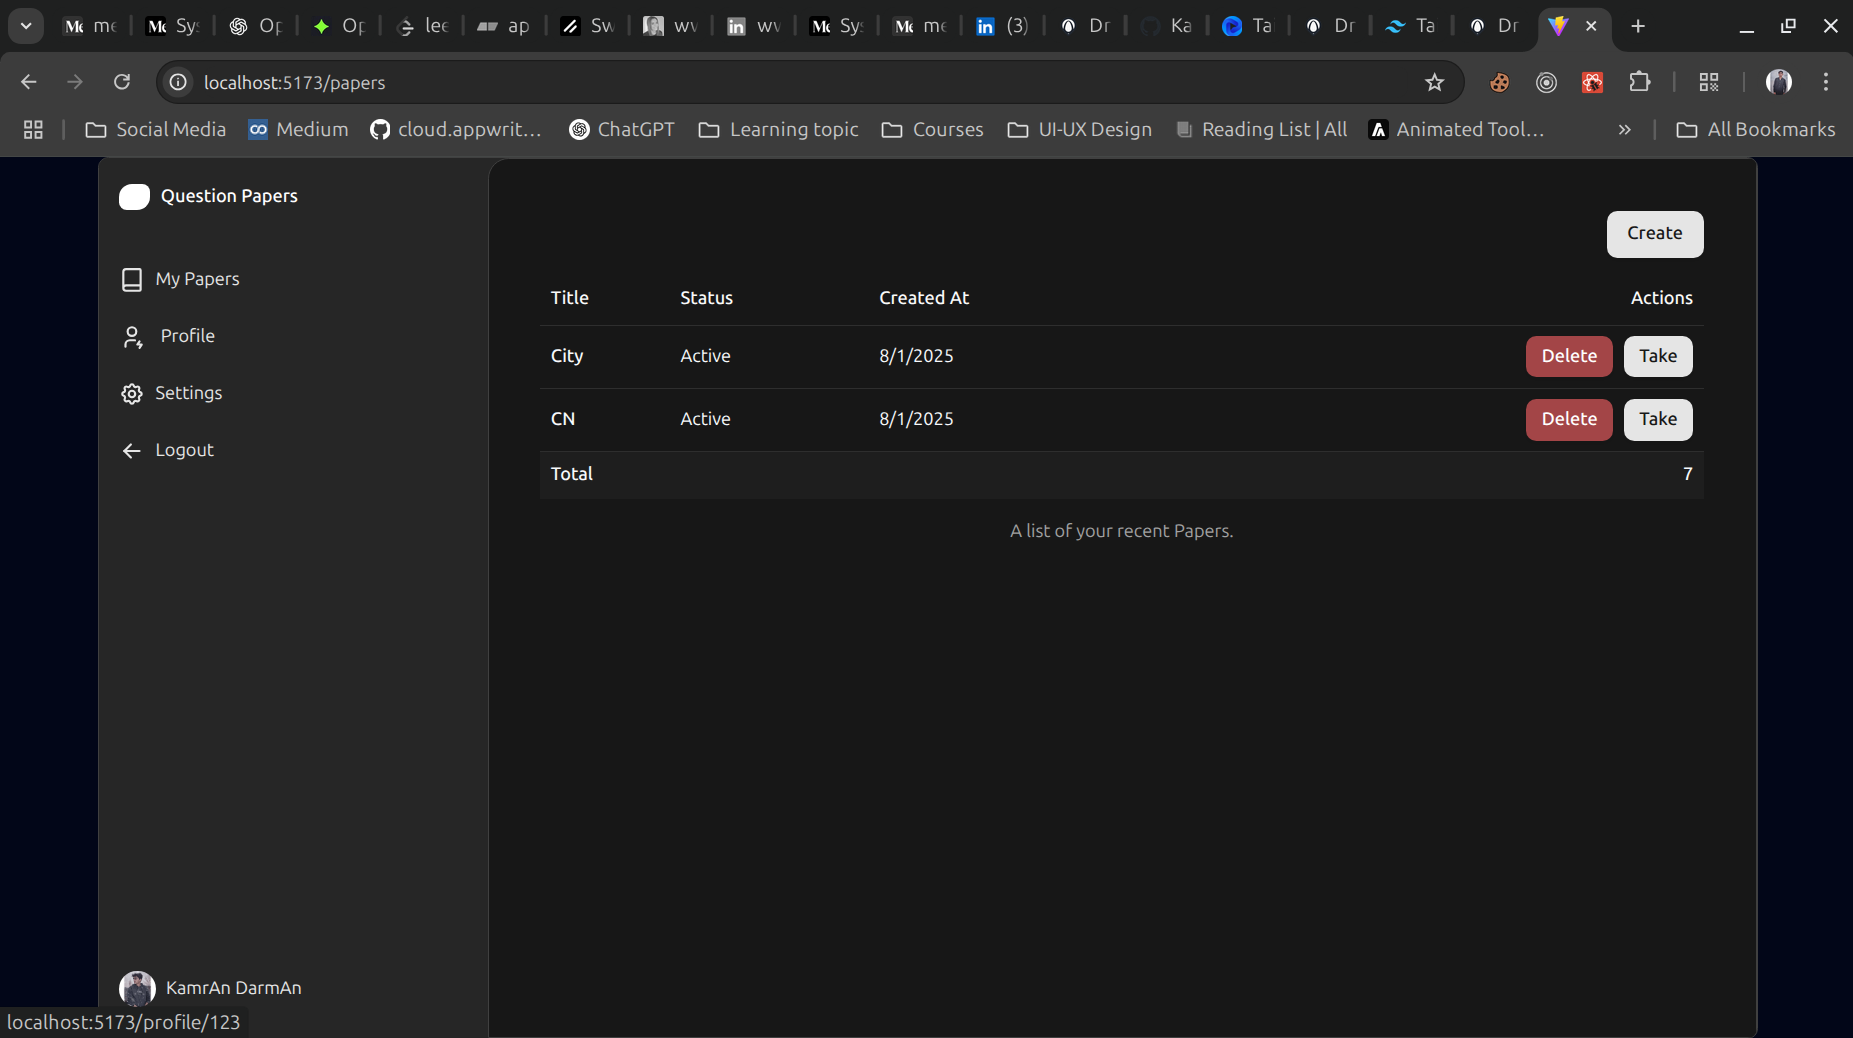 me Sys Op Op lee ap Sw wv wv Sys me (3) Dr Ka Tai Dr Ta Dr
localhost:5173/papers
Social Media Medium cloud.appwrit... ChatGPT Learning topic Courses UI-UX Design Reading List | All Animated Tool... » All Bookmarks
Question Papers
Create
My Papers
Title Status Created At Actions
Profile
City Active 8/1/2025 Delete Take
Settings
CN Active 8/1/2025 Delete Take
Logout
Total 7
A list of your recent Papers.
KamrAn DarmAn
localhost:5173/profile/123